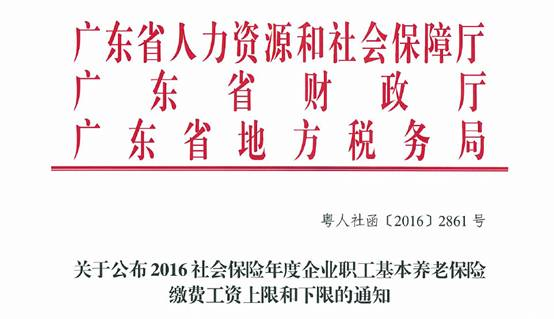 广东省人力资源和社会保障厅
广东省财政厅
广东省地方税务局
粤人社函〔2016〕2861号
关于公布2016社会保险年度企业职工基本养老保险
缴费工资上限和下限的通知